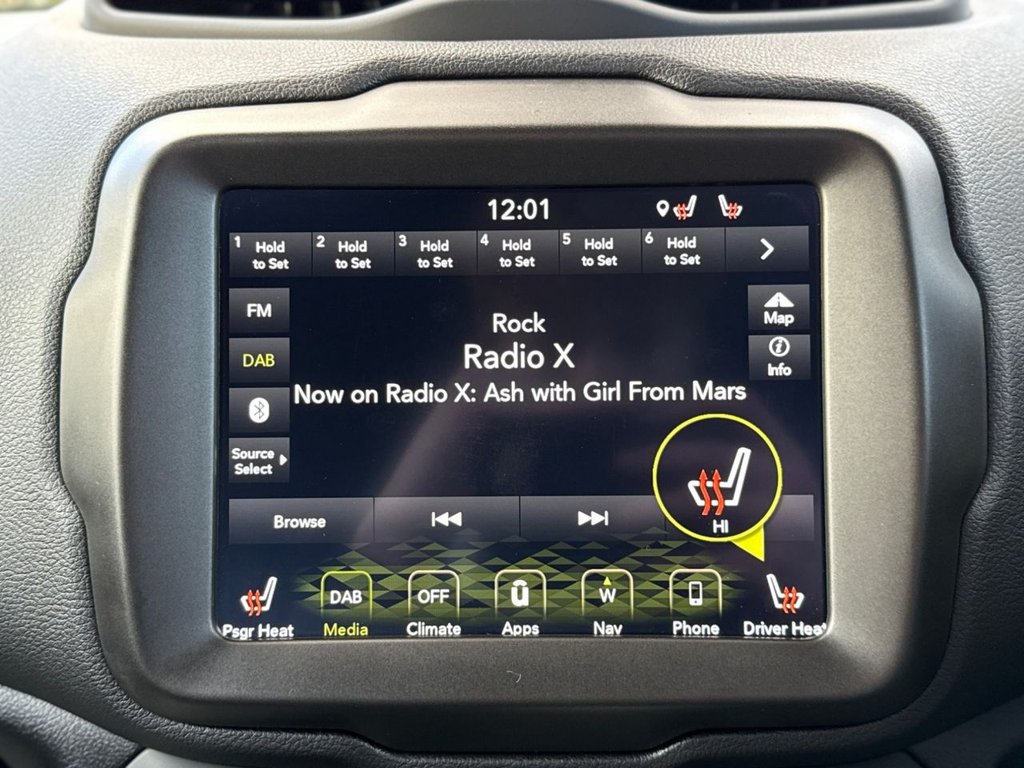 12:01
1 Hold to Set
2 Hold to Set
3 Hold to Set
4 Hold to Set
5 Hold to Set
6 Hold to Set
FM
Map
Rock
DAB
Radio X
Info
Now on Radio X: Ash with Girl From Mars
Source
Select
HI
Browse
DAB
OFF
W
Psgr Heat
Media
Climate
Apps
Nav
Phone
Driver Heat